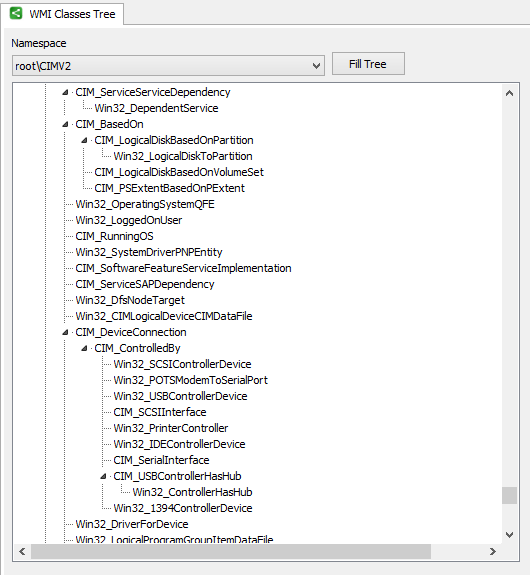 WMI Classes Tree
Namespace
root\CIMV2
Fill Tree
CIM_ServiceServiceDependency
Win32_DependentService
CIM_BasedOn
CIM_LogicalDiskBasedOnPartition
Win32_LogicalDiskToPartition
CIM_LogicalDiskBasedOnVolumeSet
CIM_PSExtentBasedOnPExtent
Win32_OperatingSystemQFE
Win32_LoggedOnUser
CIM_RunningOS
Win32_SystemDriverPNPEntity
CIM_SoftwareFeatureServiceImplementation
CIM_ServiceSAPDependency
Win32_DfsNodeTarget
Win32_CIMLogicalDeviceCIMDataFile
CIM_DeviceConnection
CIM_ControlledBy
Win32_SCSIControllerDevice
Win32_POTSModemToSerialPort
Win32_USBControllerDevice
CIM_SCSIInterface
Win32_PrinterController
Win32_IDEControllerDevice
CIM_SerialInterface
CIM_USBControllerHasHub
Win32_ControllerHasHub
Win32_1394ControllerDevice
Win32_DriverForDevice
Win32_LogicalProgramGroupItemDataFile